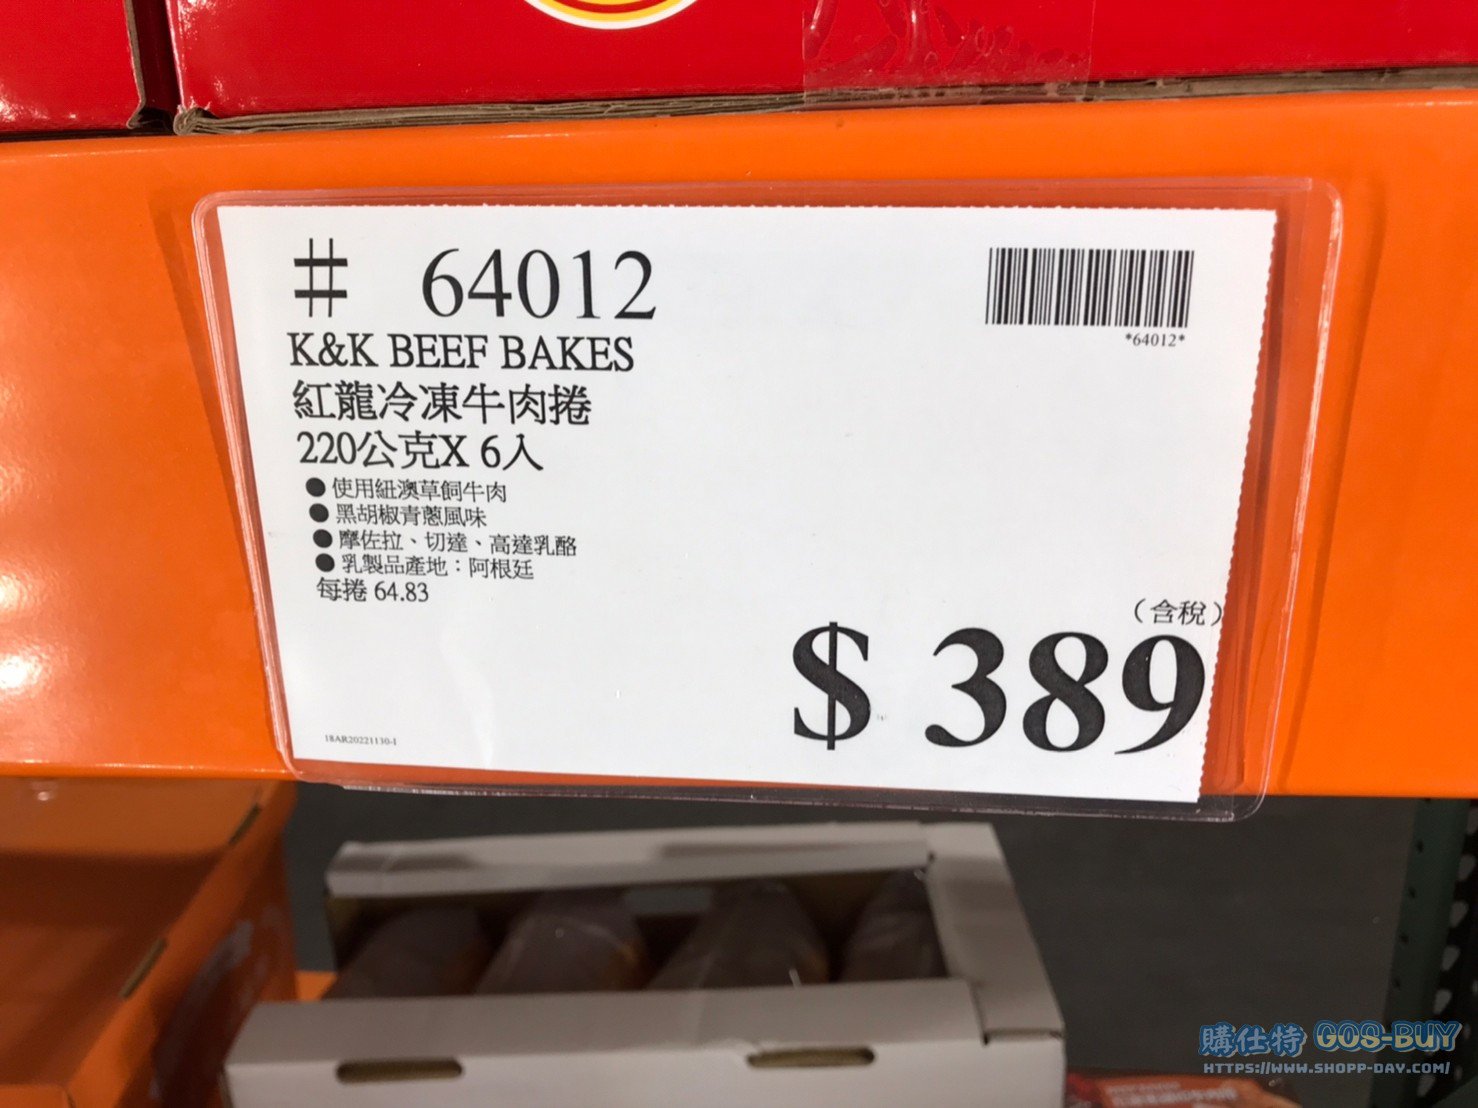 # 64012
*64012*
K&K BEEF BAKES
紅龍冷凍牛肉捲
220公克X 6入
●使用紐澳草飼牛肉
●黑胡椒青蔥風味
●摩佐拉、切達、高達乳酪
●乳製品產地：阿根廷
每捲 64.83
（含稅）
$ 389
18AR20221130-1
購仕特 GOS-BUY
HTTPS://WWW.SHOPP-DAY.COM/